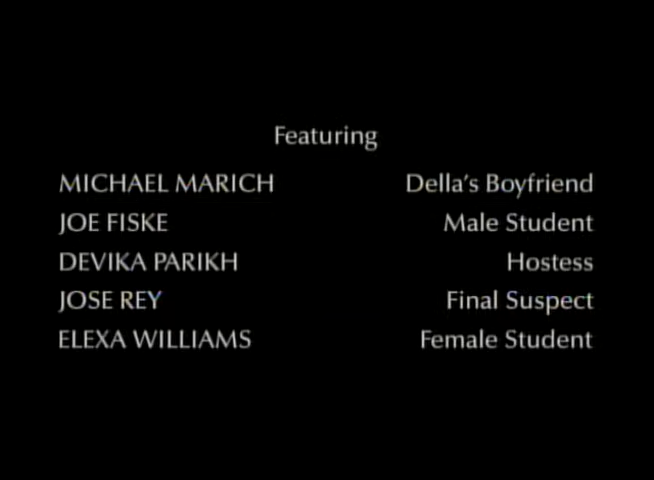 Featuring
MICHAEL MARICH Della's Boyfriend
JOE FISKE Male Student
DEVIKA PARIKH Hostess
JOSE REY Final Suspect
ELEXA WILLIAMS Female Student